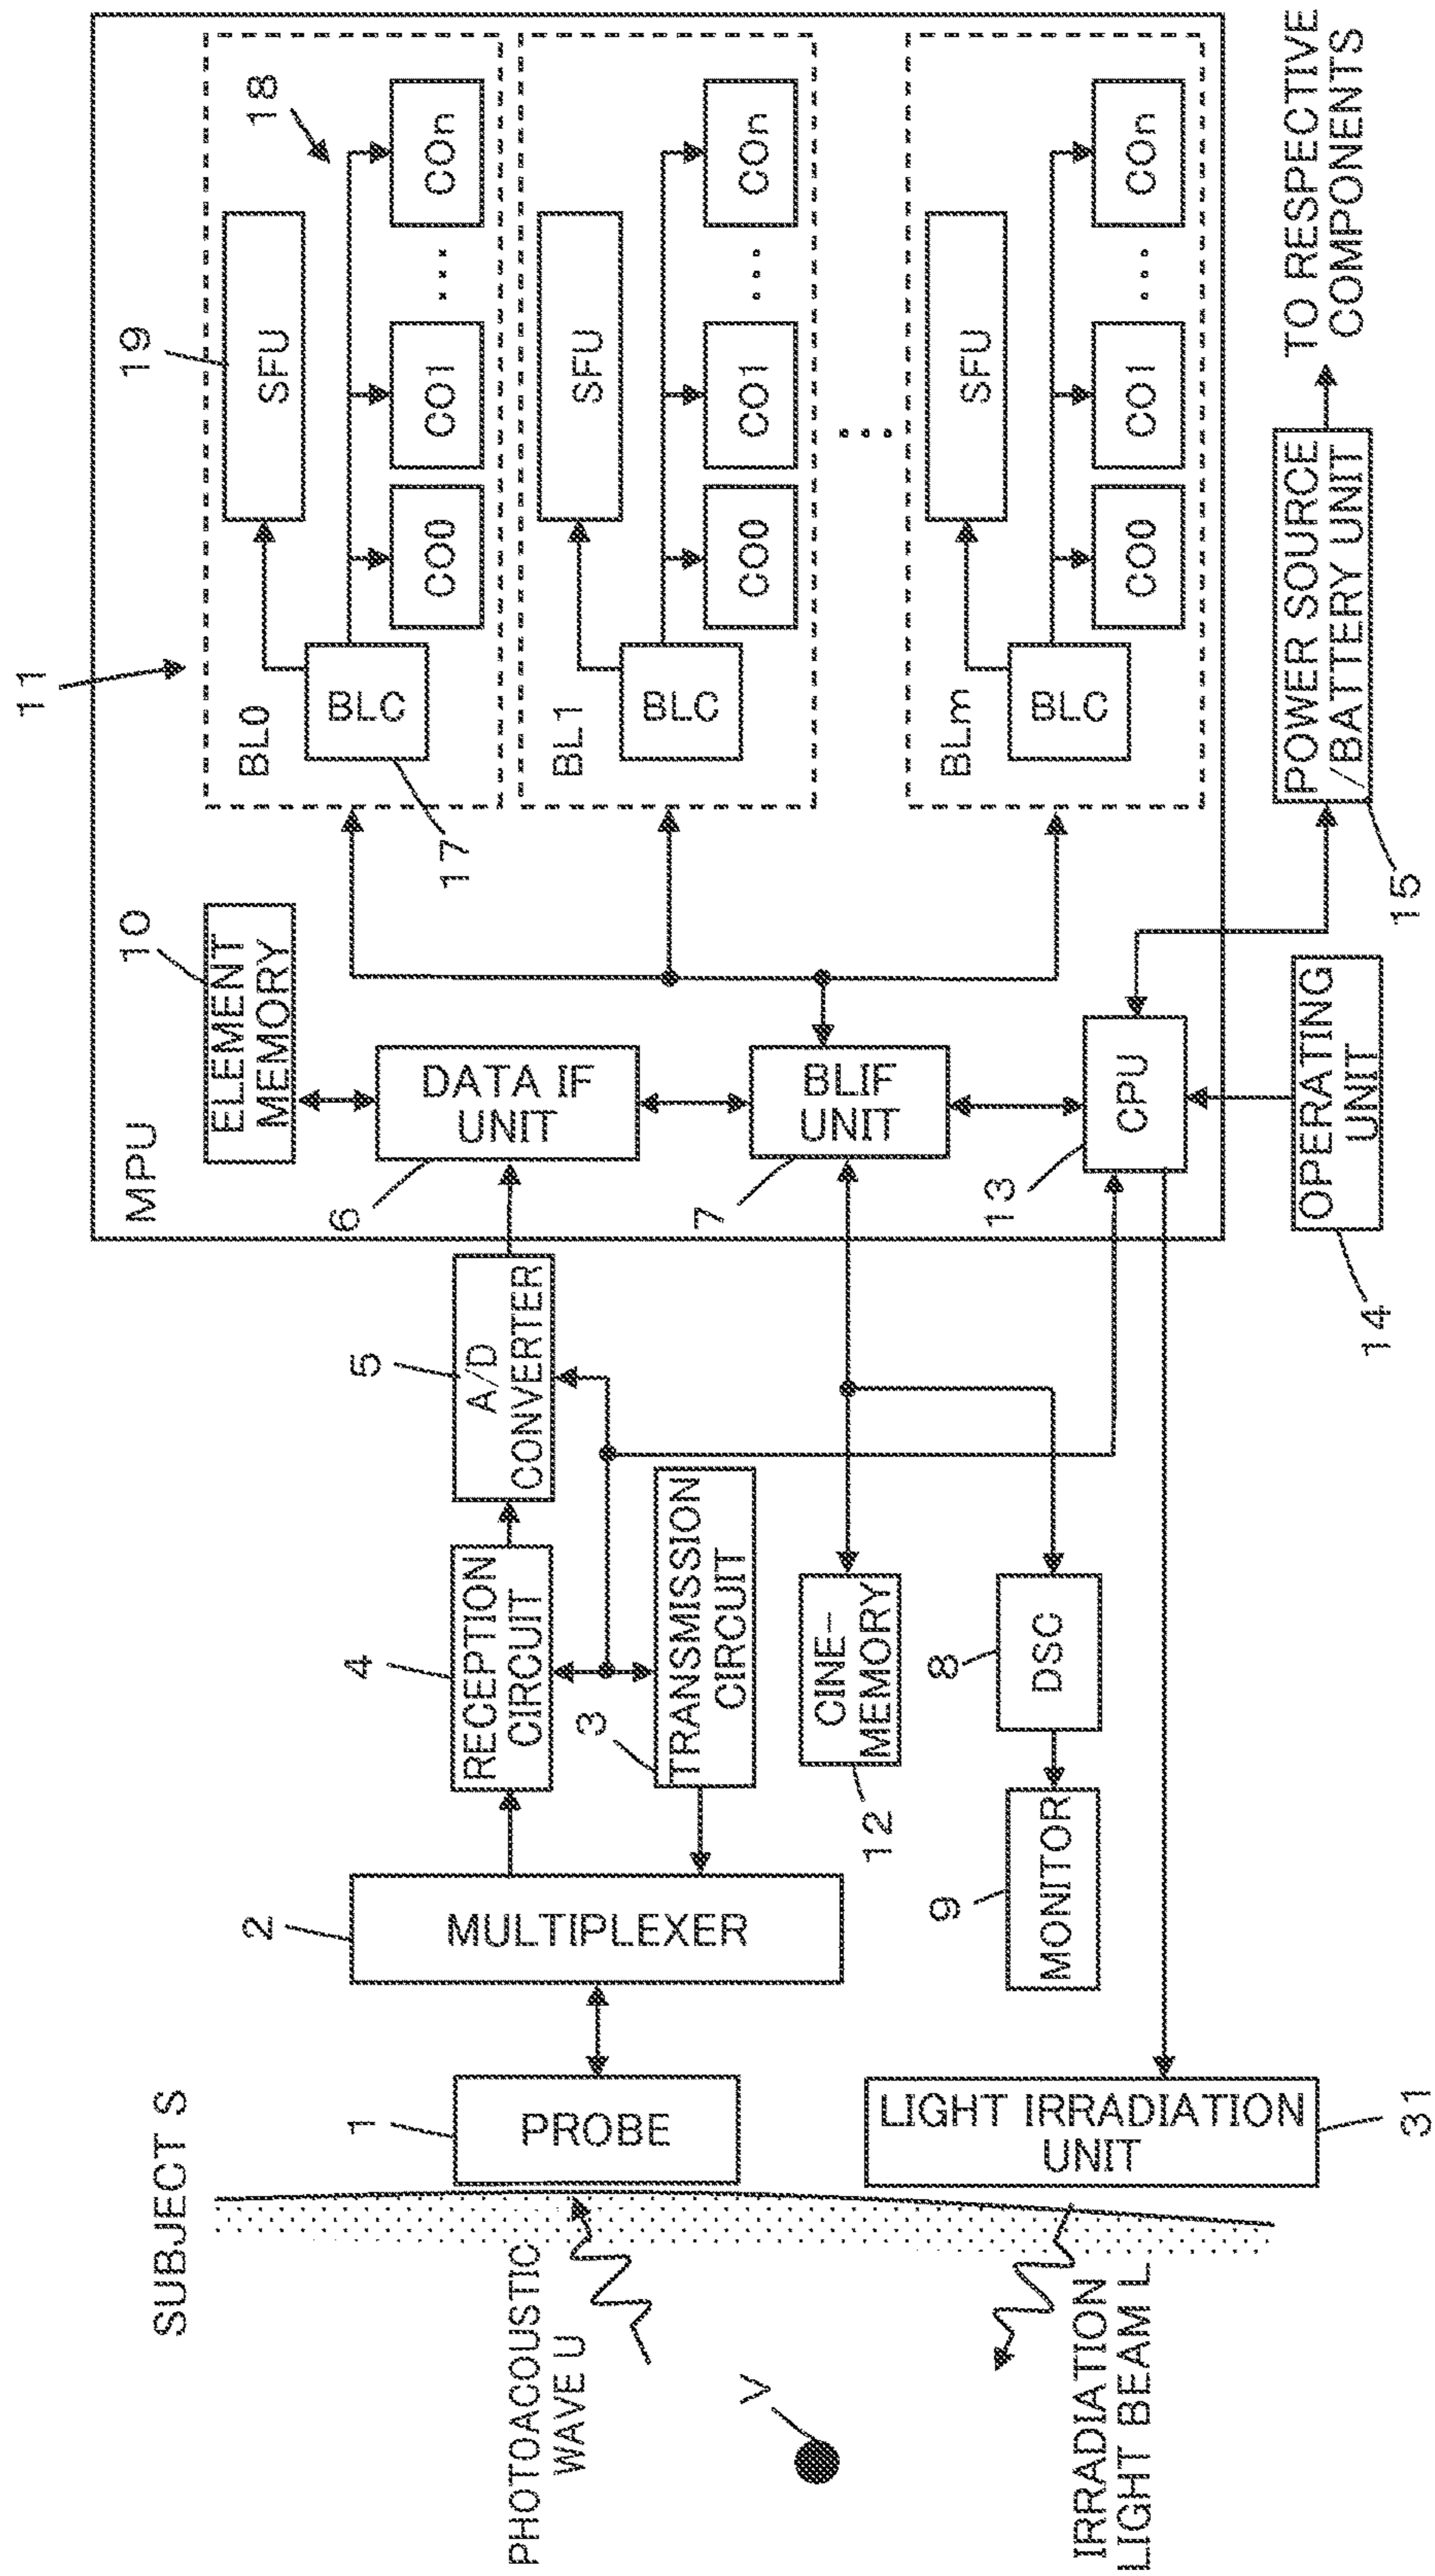 SUBJECT S
PHOTOACOUSTIC
WAVE U
V
IRRADIATION
LIGHT BEAM L
1
PROBE
LIGHT IRRADIATION
UNIT
31
2
MULTIPLEXER
4
RECEPTION
CIRCUIT
3
TRANSMISSION
CIRCUIT
12
CINE-
MEMORY
9
MONITOR
8
DSC
5
A/D
CONVERTER
MPU
11
10
ELEMENT
MEMORY
6
DATA IF
UNIT
7
BLIF
UNIT
13
CPU
14
OPERATING
UNIT
15
POWER SOURCE
/BATTERY UNIT
TO RESPECTIVE
COMPONENTS
BL0
BLC
17
19
SFU
18
CO0
CO1
...
COn
BL1
BLC
SFU
CO0
CO1
...
COn
...
BLm
BLC
SFU
CO0
CO1
...
COn